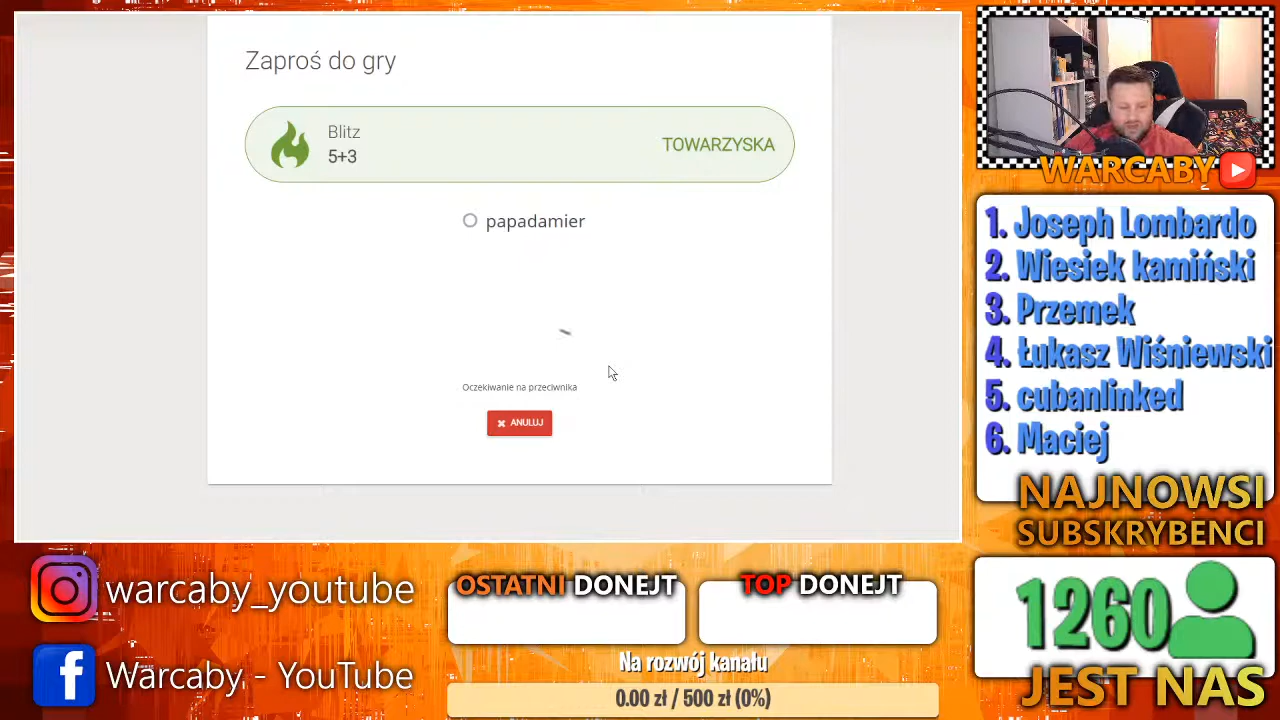 Zaproś do gry
Blitz
5+3
TOWARZYSKA
papadamier
Oczekiwanie na przeciwnika
ANULUJ
WARCABY
1. Joseph Lombardo
2. Wiesiek kamiński
3. Przemek
4. Łukasz Wiśniewski
5. cubanlinked
6. Maciej
NAJNOWSI
SUBSKRYBENCI
1260
JEST NAS
warcaby_youtube
Warcaby - YouTube
OSTATNI DONEJT
TOP DONEJT
Na rozwój kanału
0.00 zł / 500 zł (0%)